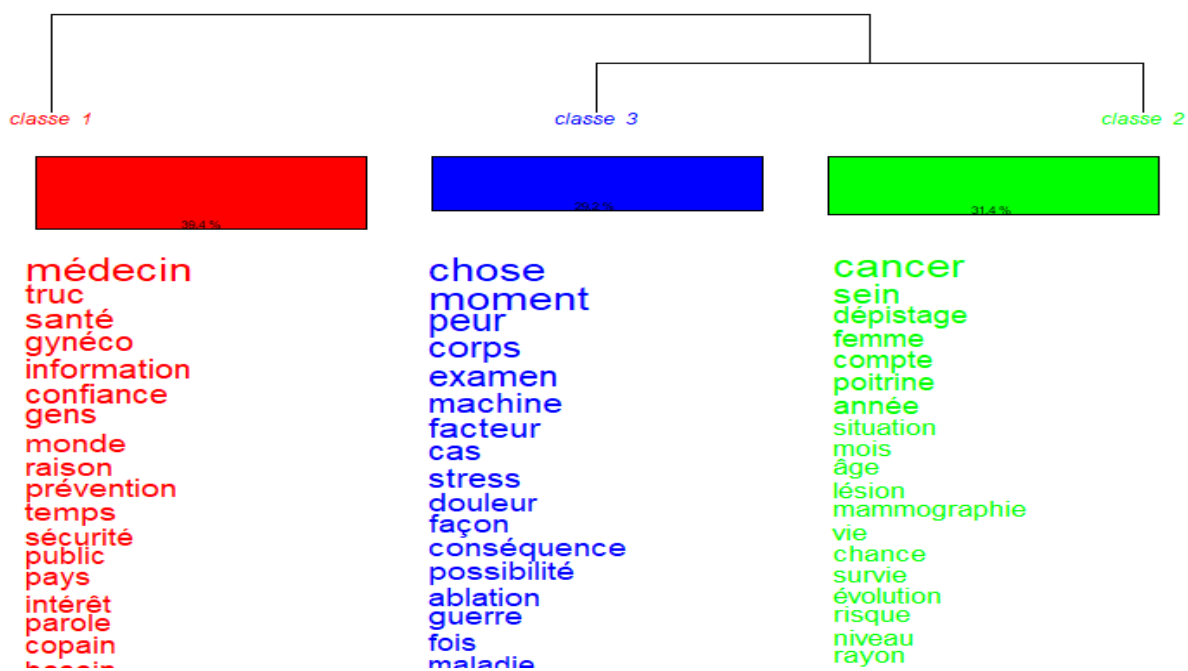 classe 1
classe 3
classe 2
39.4 %
29.2 %
31.4 %
médecin
truc
santé
gynéco
information
confiance
gens
monde
raison
prévention
temps
sécurité
public
pays
intérêt
parole
copain
besoin
chose
moment
peur
corps
examen
machine
facteur
cas
stress
douleur
façon
conséquence
possibilité
ablation
guerre
fois
maladie
cancer
sein
dépistage
femme
compte
poitrine
année
situation
mois
âge
lésion
mammographie
vie
chance
survie
évolution
risque
niveau
rayon